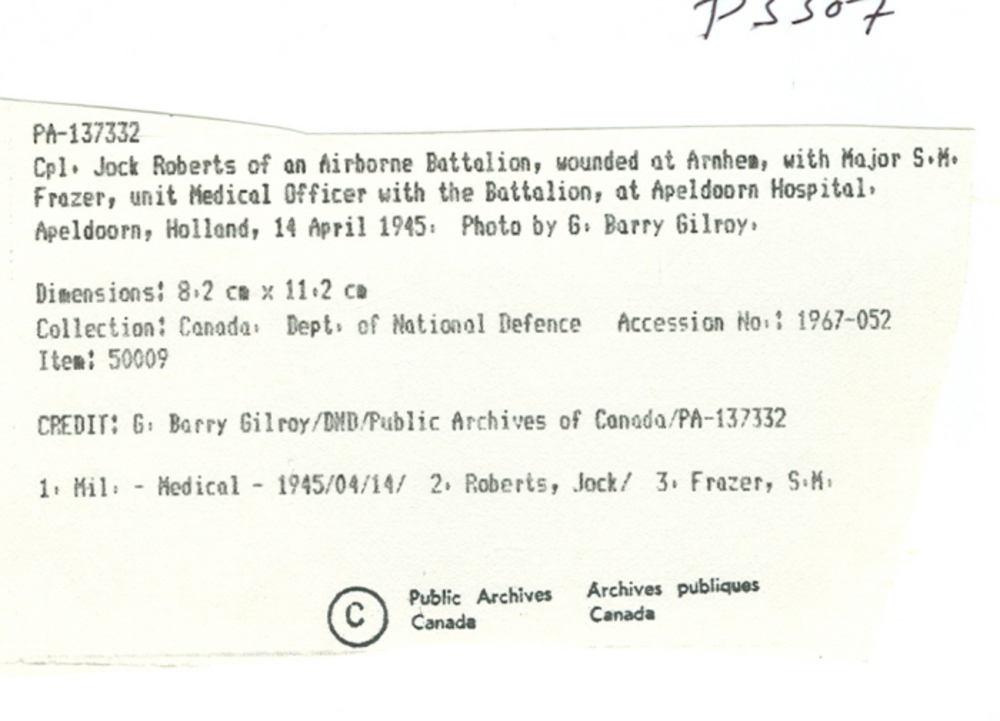 P3307
PA-137332
Cpl. Jock Roberts of an Airborne Battalion, wounded at Arnhem, with Major S.M.
Frazer, unit Medical Officer with the Battalion, at Apeldoorn Hospital.
Apeldoorn, Holland, 14 April 1945. Photo by G. Barry Gilroy.
Dimensions: 8.2 cm x 11.2 cm
Collection: Canada. Dept. of National Defence Accession No.: 1967-052
Item: 50009
CREDIT: G. Barry Gilroy/DND/Public Archives of Canada/PA-137332
1. Mil. - Medical - 1945/04/14/ 2. Roberts, Jock/ 3. Frazer, S.M.
© Public Archives Archives publiques
Canada Canada